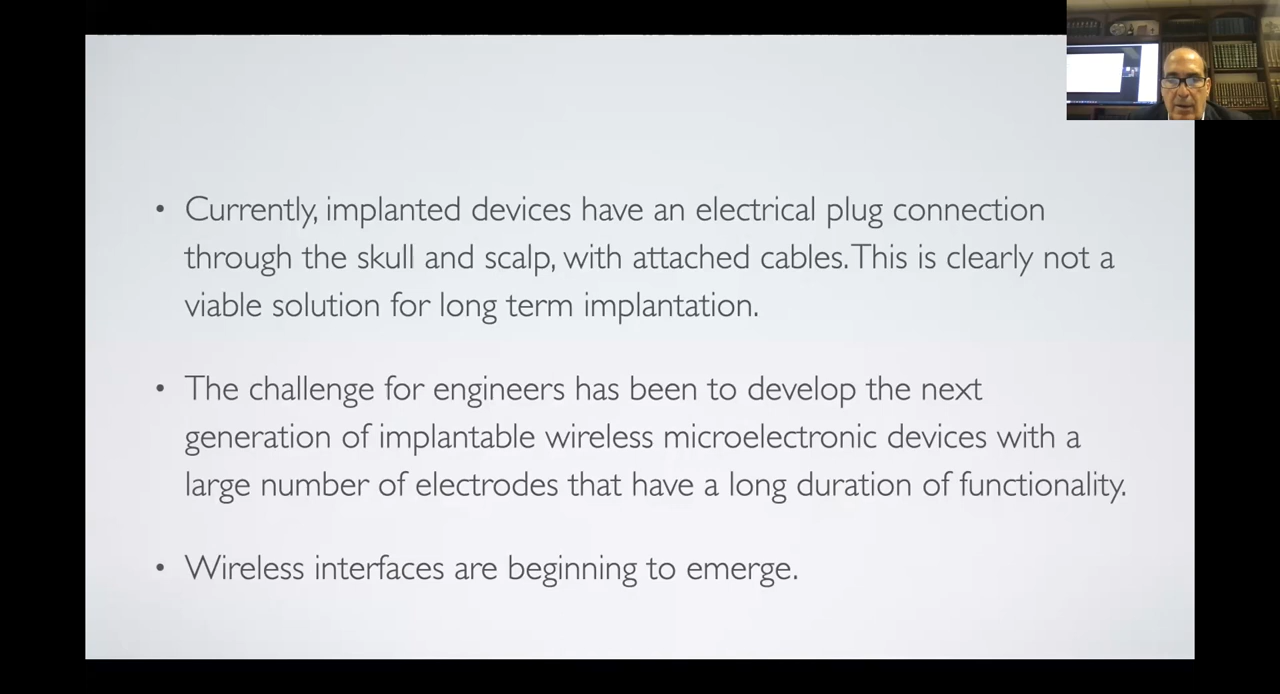 • Currently, implanted devices have an electrical plug connection
through the skull and scalp, with attached cables. This is clearly not a
viable solution for long term implantation.
• The challenge for engineers has been to develop the next
generation of implantable wireless microelectronic devices with a
large number of electrodes that have a long duration of functionality.
• Wireless interfaces are beginning to emerge.